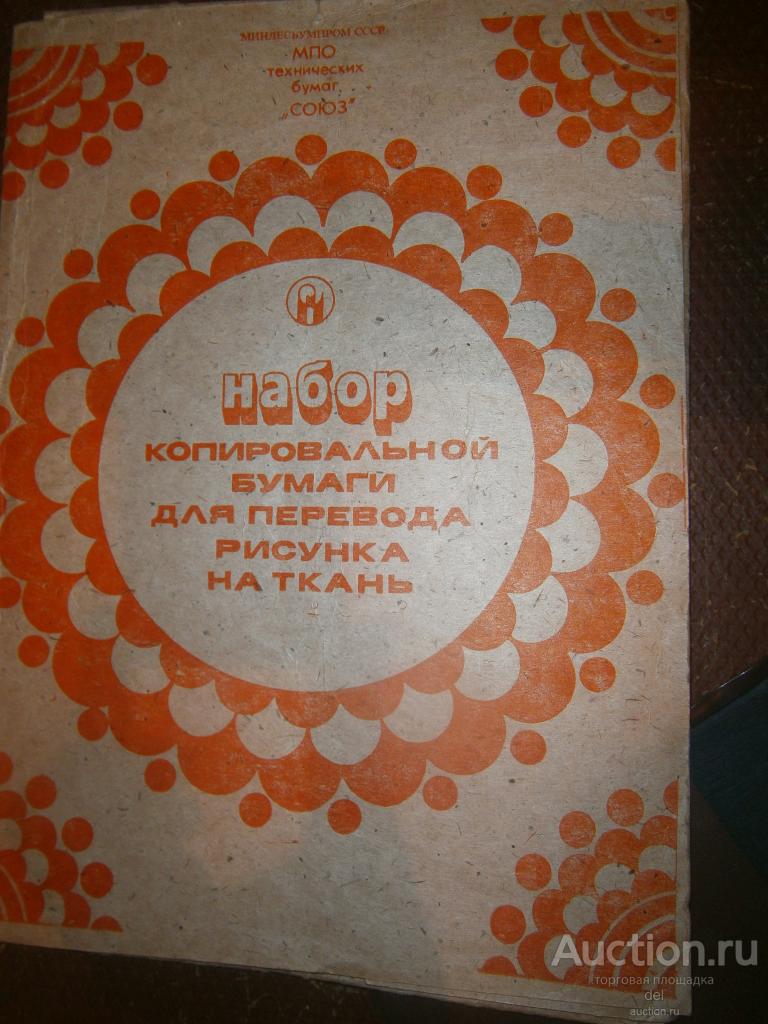 МИНЛЕСБУМПРОМ СССР
МПО
технических
бумаг
„СОЮЗ"
набор
КОПИРОВАЛЬНОЙ
БУМАГИ
ДЛЯ ПЕРЕВОДА
РИСУНКА
НА ТКАНЬ
Auction.ru
торговая площадка
del
auction.ru